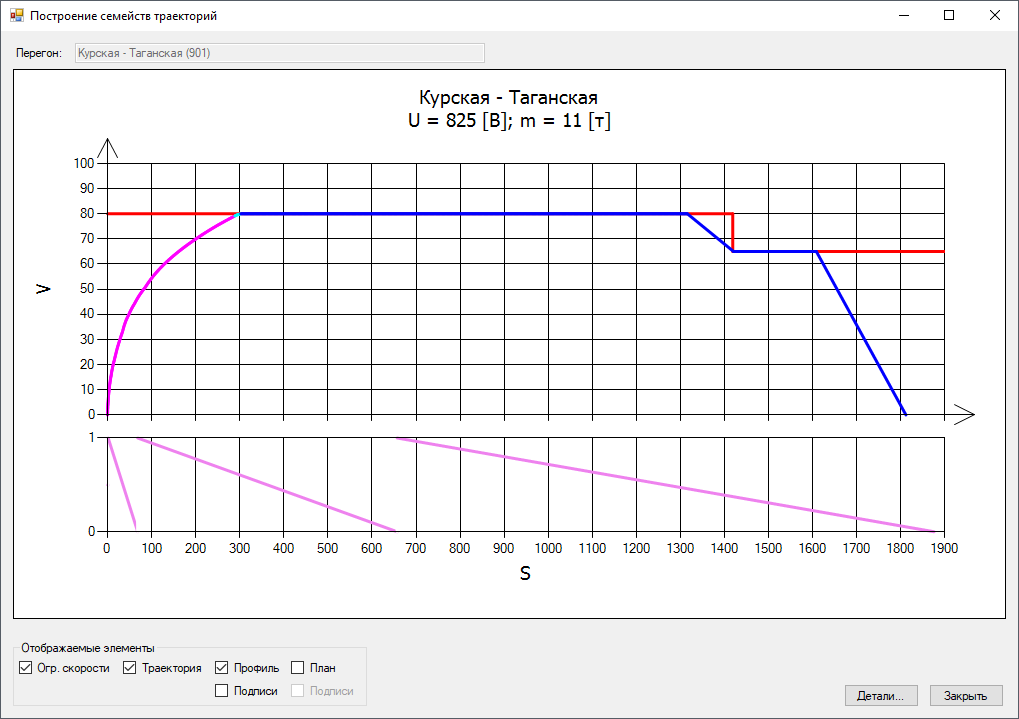 Построение семейств траекторий
Перегон: Курская - Таганская (901)
Курская - Таганская
U = 825 [В]; m = 11 [т]
100
90
80
70
60
50
40
30
20
10
0
V
1
0
0 100 200 300 400 500 600 700 800 900 1000 1100 1200 1300 1400 1500 1600 1700 1800 1900
S
Отображаемые элементы
Огр. скорости Траектория Профиль План
Подписи Подписи
Детали... Закрыть